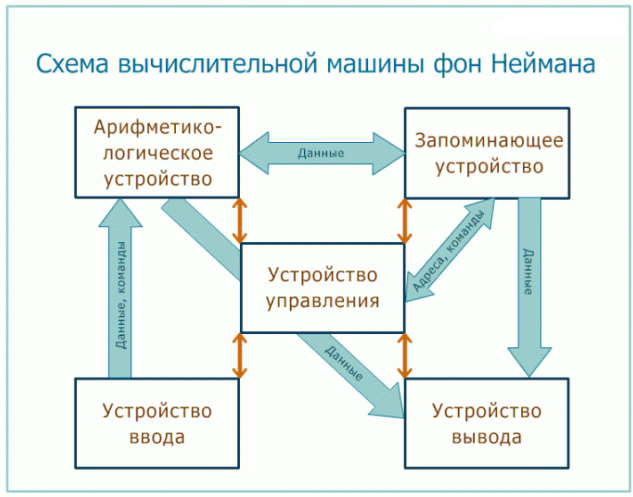 Схема вычислительной машины фон Неймана
Арифметико-
логическое
устройство
Данные
Запоминающее
устройство
Данные, команды
Устройство
управления
Адреса, команды
Данные
Данные
Устройство
ввода
Устройство
вывода